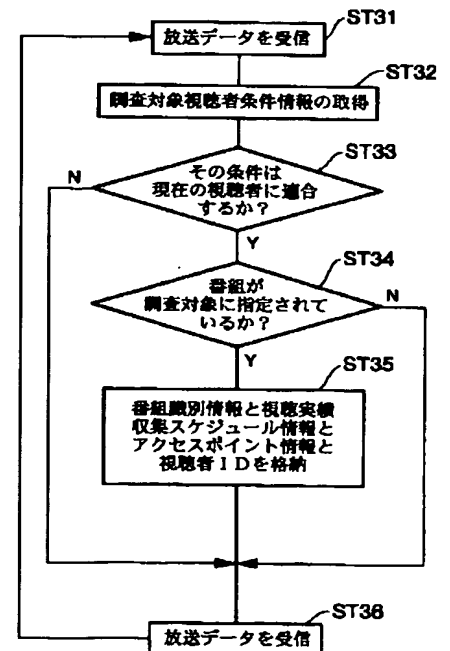 ST31
放送データを受信
ST32
調査対象視聴者条件情報の取得
ST33
その条件は
現在の視聴者に適合
するか？
N
Y
ST34
番組が
調査対象に指定されて
いるか？
N
Y
ST35
番組識別情報と視聴実績
収集スケジュール情報と
アクセスポイント情報と
視聴者IDを格納
ST36
放送データを受信